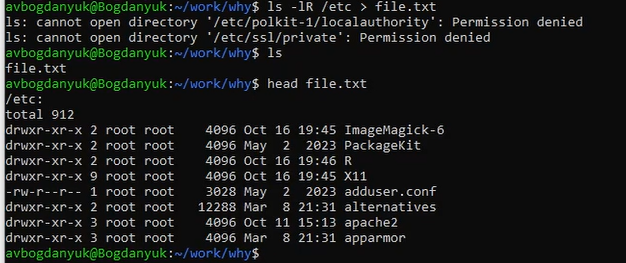 avbogdanyuk@Bogdanyuk:~/work/why$ ls -lR /etc > file.txt
ls: cannot open directory '/etc/polkit-1/localauthority': Permission denied
ls: cannot open directory '/etc/ssl/private': Permission denied
avbogdanyuk@Bogdanyuk:~/work/why$ ls
file.txt
avbogdanyuk@Bogdanyuk:~/work/why$ head file.txt
/etc:
total 912
drwxr-xr-x 2 root root    4096 Oct 16 19:45 ImageMagick-6
drwxr-xr-x 2 root root    4096 May  2  2023 PackageKit
drwxr-xr-x 2 root root    4096 Oct 16 19:46 R
drwxr-xr-x 9 root root    4096 Oct 16 19:45 X11
-rw-r--r-- 1 root root    3028 May  2  2023 adduser.conf
drwxr-xr-x 2 root root   12288 Mar  8 21:31 alternatives
drwxr-xr-x 3 root root    4096 Oct 11 15:13 apache2
drwxr-xr-x 3 root root    4096 Mar  8 21:31 apparmor
avbogdanyuk@Bogdanyuk:~/work/why$